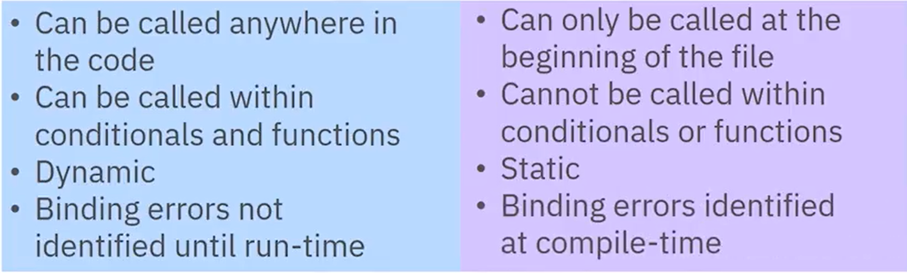 • Can be called anywhere in
the code
• Can be called within
conditionals and functions
• Dynamic
• Binding errors not
identified until run-time
• Can only be called at the
beginning of the file
• Cannot be called within
conditionals or functions
• Static
• Binding errors identified
at compile-time